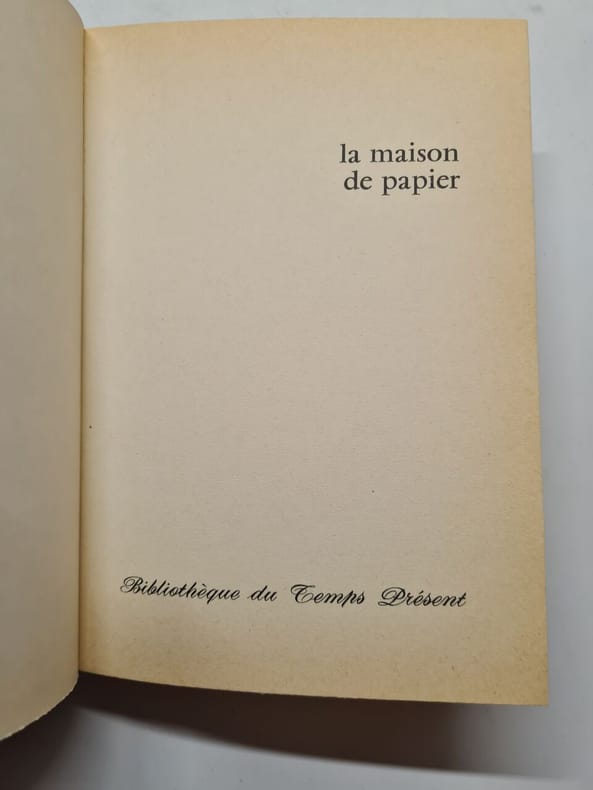 la maison
de papier
Bibliothèque du Temps Présent